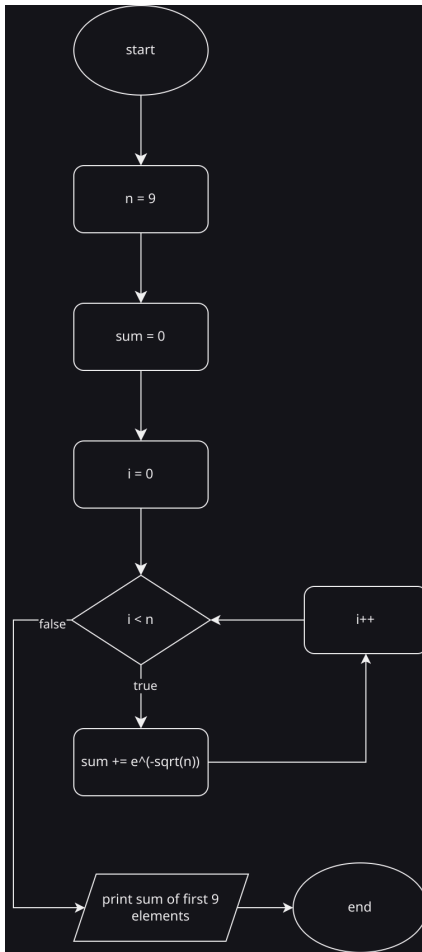 start
n = 9
sum = 0
i = 0
i < n
i++
false
true
sum += e^(-sqrt(n))
print sum of first 9
elements
end